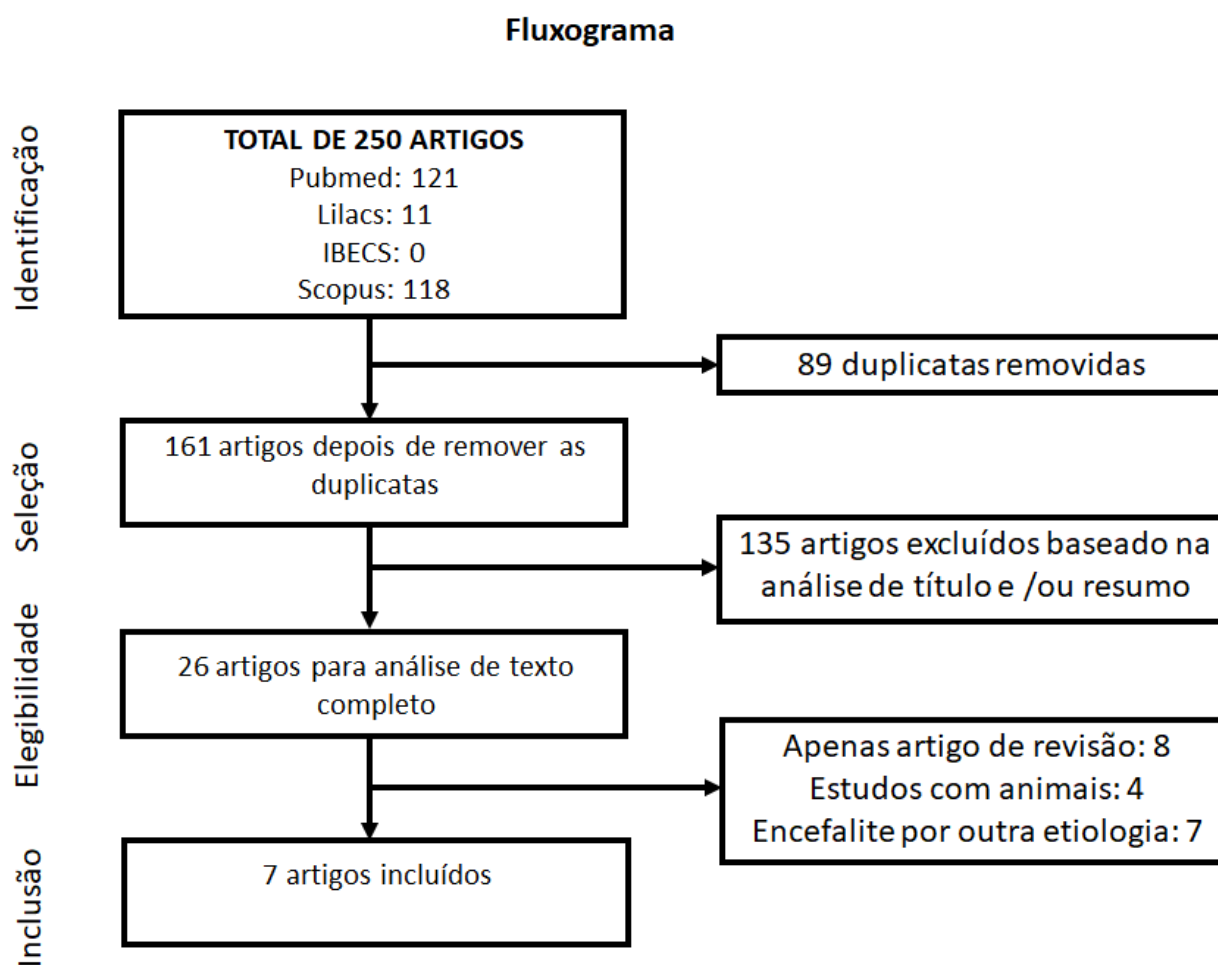 Fluxograma
Identificação
TOTAL DE 250 ARTIGOS
Pubmed: 121
Lilacs: 11
IBECS: 0
Scopus: 118
89 duplicatas removidas
Seleção
161 artigos depois de remover as
duplicatas
135 artigos excluídos baseado na
análise de título e /ou resumo
Elegibilidade
26 artigos para análise de texto
completo
Apenas artigo de revisão: 8
Estudos com animais: 4
Encefalite por outra etiologia: 7
Inclusão
7 artigos incluídos